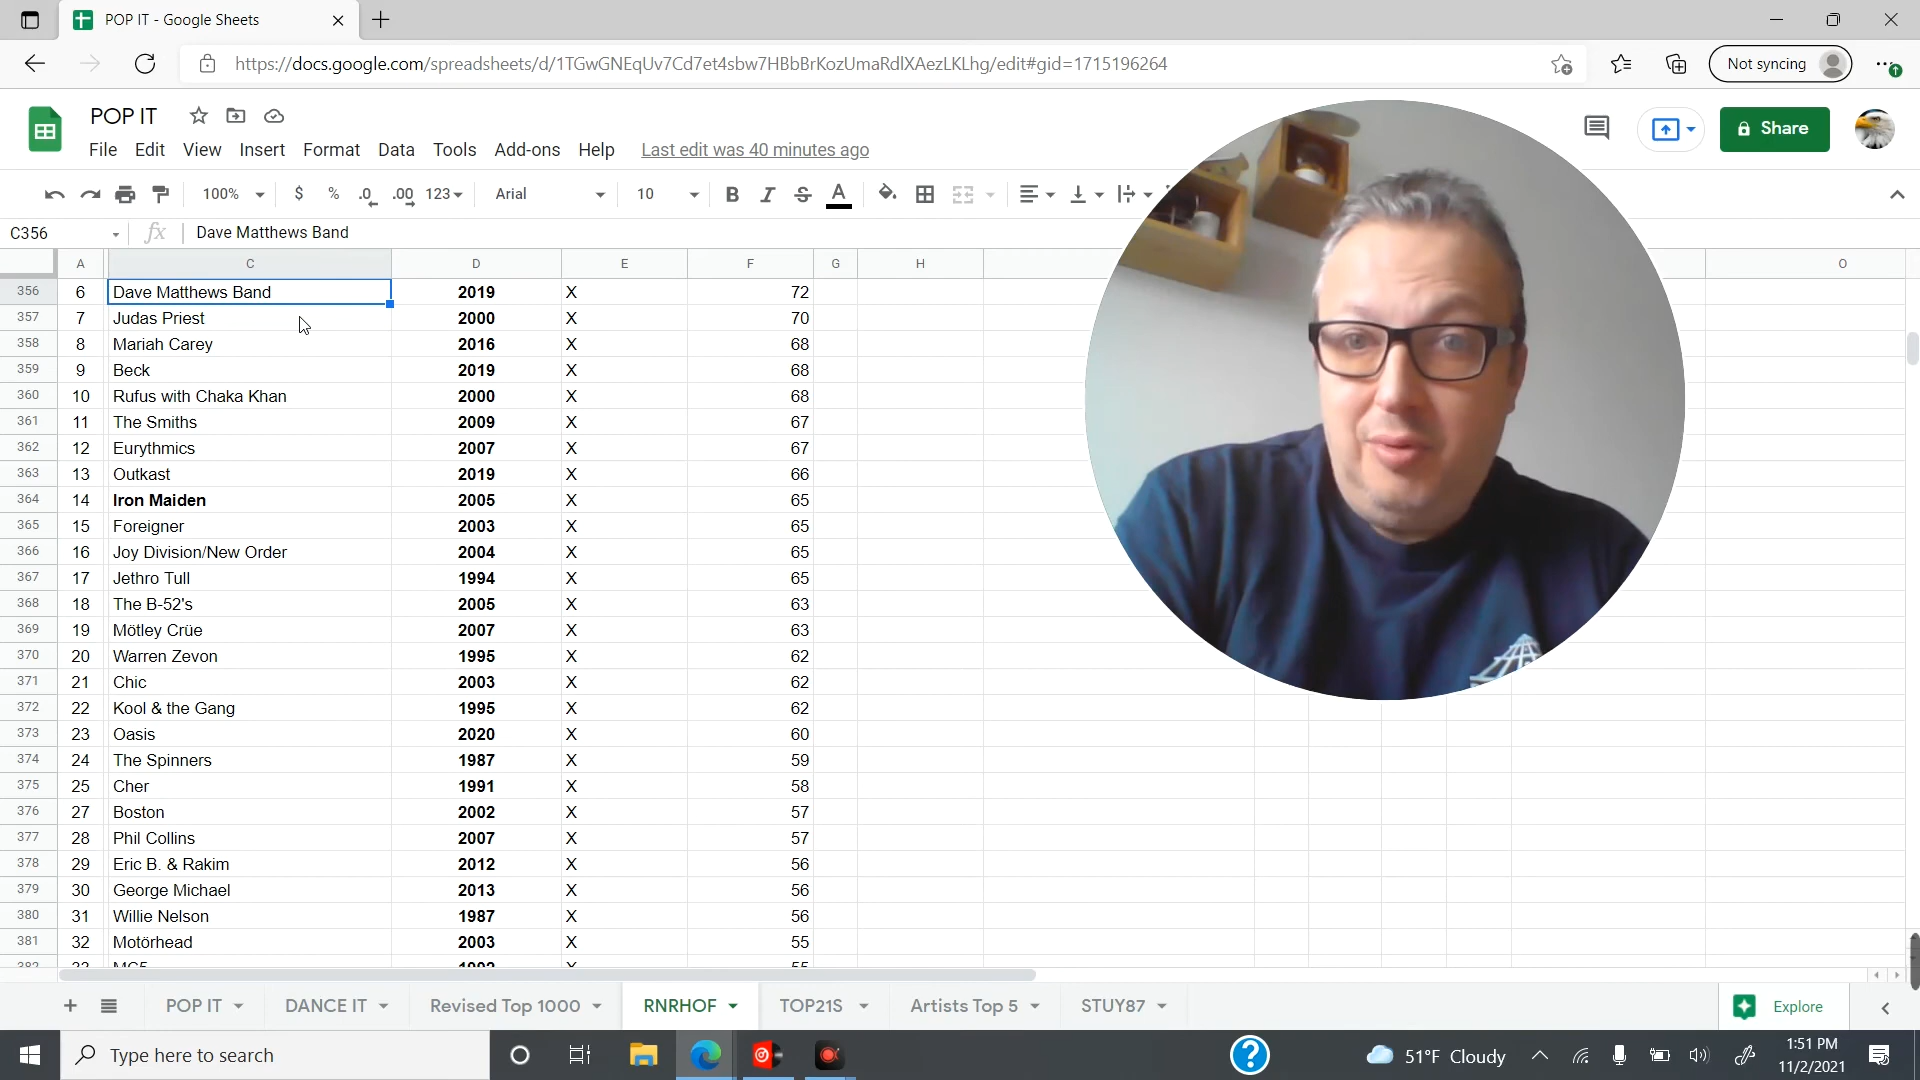 POP IT - Google Sheets
https://docs.google.com/spreadsheets/d/1TGwGNEqUv7Cd7et4sbw7HBbBrKozUmaRdlXAezLKLhg/edit#gid=1715196264
Not syncing
POP IT
File Edit View Insert Format Data Tools Add-ons Help Last edit was 40 minutes ago
Share
100% $ % .0 .00 123 Arial 10 B I S A
C356 fx Dave Matthews Band
A C D E F G H O
356 6 Dave Matthews Band 2019 X 72
357 7 Judas Priest 2000 X 70
358 8 Mariah Carey 2016 X 68
359 9 Beck 2019 X 68
360 10 Rufus with Chaka Khan 2000 X 68
361 11 The Smiths 2009 X 67
362 12 Eurythmics 2007 X 67
363 13 Outkast 2019 X 66
364 14 Iron Maiden 2005 X 65
365 15 Foreigner 2003 X 65
366 16 Joy Division/New Order 2004 X 65
367 17 Jethro Tull 1994 X 65
368 18 The B-52's 2005 X 63
369 19 Mötley Crüe 2007 X 63
370 20 Warren Zevon 1995 X 62
371 21 Chic 2003 X 62
372 22 Kool & the Gang 1995 X 62
373 23 Oasis 2020 X 60
374 24 The Spinners 1987 X 59
375 25 Cher 1991 X 58
376 27 Boston 2002 X 57
377 28 Phil Collins 2007 X 57
378 29 Eric B. & Rakim 2012 X 56
379 30 George Michael 2013 X 56
380 31 Willie Nelson 1987 X 56
381 32 Motörhead 2003 X 55
382 33 MC5 1992 X 55
POP IT DANCE IT Revised Top 1000 RNRHOF TOP21S Artists Top 5 STUY87 Explore
Type here to search
51°F Cloudy
1:51 PM
11/2/2021